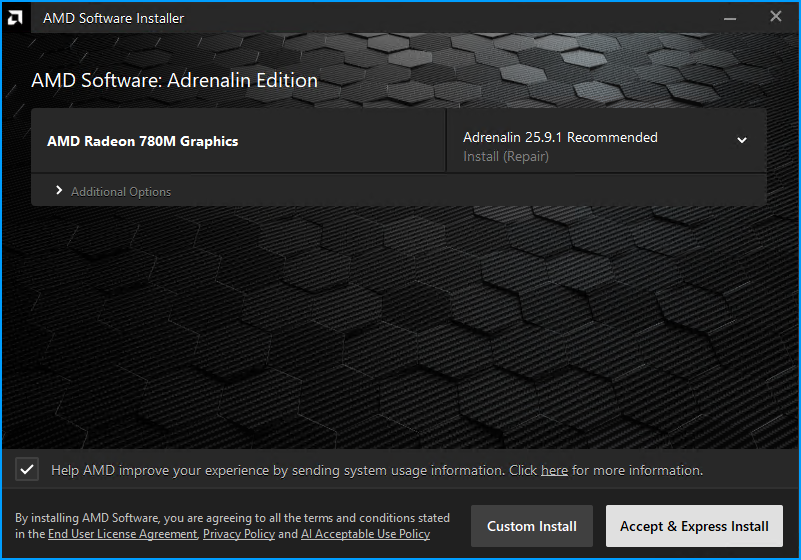 AMD Software Installer
AMD Software: Adrenalin Edition
AMD Radeon 780M Graphics
Adrenalin 25.9.1 Recommended
Install (Repair)
Additional Options
Help AMD improve your experience by sending system usage information. Click here for more information.
By installing AMD Software, you are agreeing to all the terms and conditions stated
in the End User License Agreement, Privacy Policy and AI Acceptable Use Policy
Custom Install
Accept & Express Install